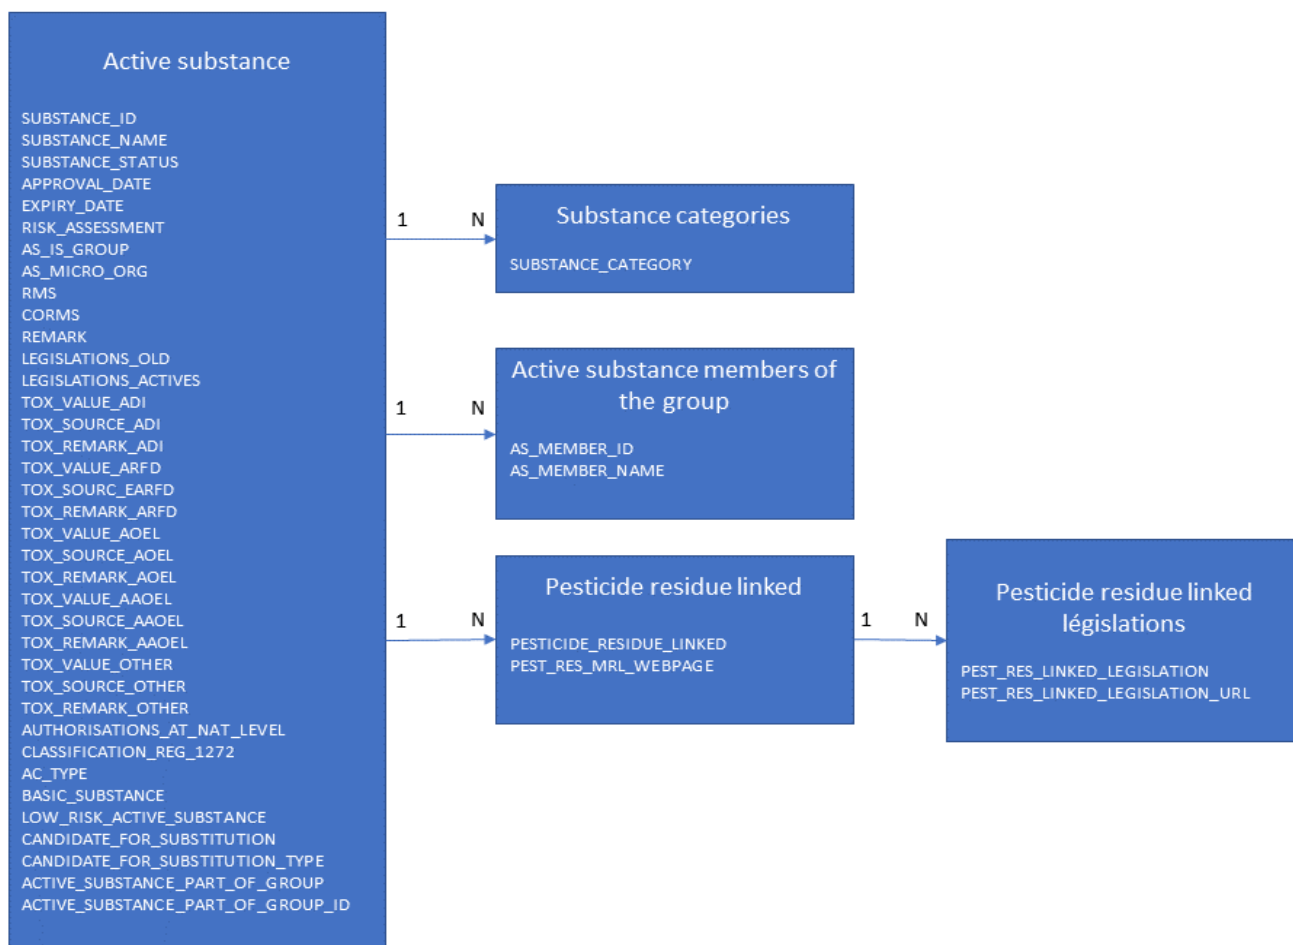 Active substance
SUBSTANCE_ID
SUBSTANCE_NAME
SUBSTANCE_STATUS
APPROVAL_DATE
EXPIRY_DATE
RISK_ASSESSMENT
AS_IS_GROUP
AS_MICRO_ORG
RMS
CORMS
REMARK
LEGISLATIONS_OLD
LEGISLATIONS_ACTIVES
TOX_VALUE_ADI
TOX_SOURCE_ADI
TOX_REMARK_ADI
TOX_VALUE_ARFD
TOX_SOURC_EARFD
TOX_REMARK_ARFD
TOX_VALUE_AOEL
TOX_SOURCE_AOEL
TOX_REMARK_AOEL
TOX_VALUE_AAOEL
TOX_SOURCE_AAOEL
TOX_REMARK_AAOEL
TOX_VALUE_OTHER
TOX_SOURCE_OTHER
TOX_REMARK_OTHER
AUTHORISATIONS_AT_NAT_LEVEL
CLASSIFICATION_REG_1272
AC_TYPE
BASIC_SUBSTANCE
LOW_RISK_ACTIVE_SUBSTANCE
CANDIDATE_FOR_SUBSTITUTION
CANDIDATE_FOR_SUBSTITUTION_TYPE
ACTIVE_SUBSTANCE_PART_OF_GROUP
ACTIVE_SUBSTANCE_PART_OF_GROUP_ID
1 N
Substance categories
SUBSTANCE_CATEGORY
1 N
Active substance members of
the group
AS_MEMBER_ID
AS_MEMBER_NAME
1 N
Pesticide residue linked
PESTICIDE_RESIDUE_LINKED
PEST_RES_MRL_WEBPAGE
1 N
Pesticide residue linked
législations
PEST_RES_LINKED_LEGISLATION
PEST_RES_LINKED_LEGISLATION_URL